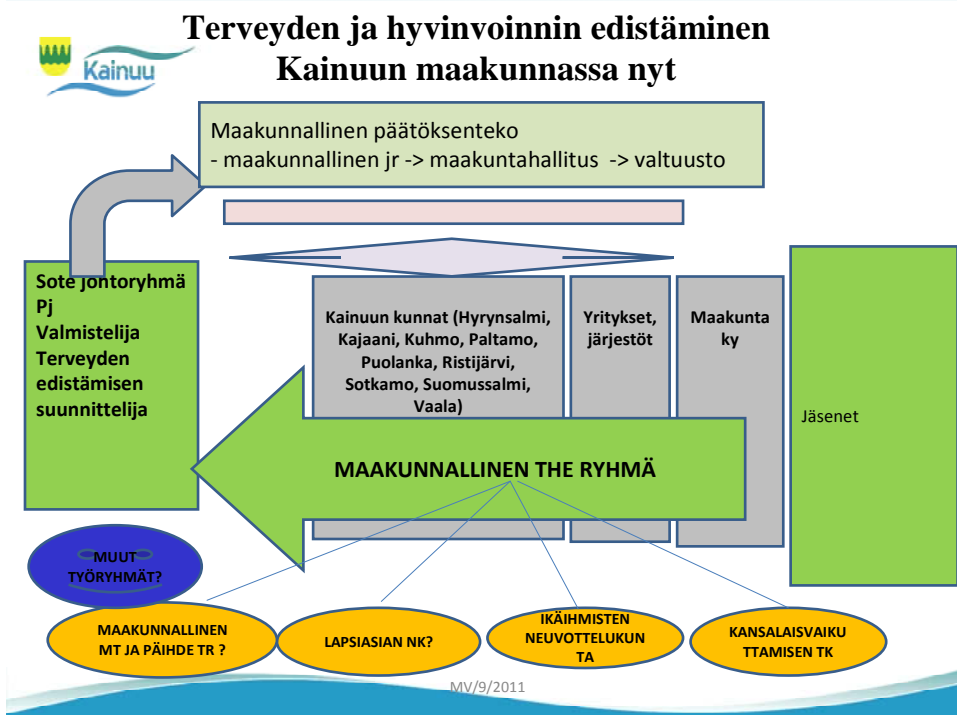 Terveyden ja hyvinvoinnin edistäminen
Kainuun maakunnassa nyt
Kainuu
Maakunnallinen päätöksenteko
- maakunnallinen jr -> maakuntahallitus -> valtuusto
Sote johtoryhmä
Pj
Valmistelija
Terveyden
edistämisen
suunnittelija
Kainuun kunnat (Hyrynsalmi,
Kajaani, Kuhmo, Paltamo,
Puolanka, Ristijärvi,
Sotkamo, Suomussalmi,
Vaala)
Yritykset,
järjestöt
Maakunta
ky
Jäsenet
MAAKUNNALLINEN THE RYHMÄ
MUUT
TYÖRYHMÄT?
MAAKUNNALLINEN
MT JA PÄIHDE TR ?
LAPSIASIAN NK?
IKÄIHMISTEN
NEUVOTTELUKUN
TA
KANSALAISVAIKU
TTAMISEN TK
MV/9/2011